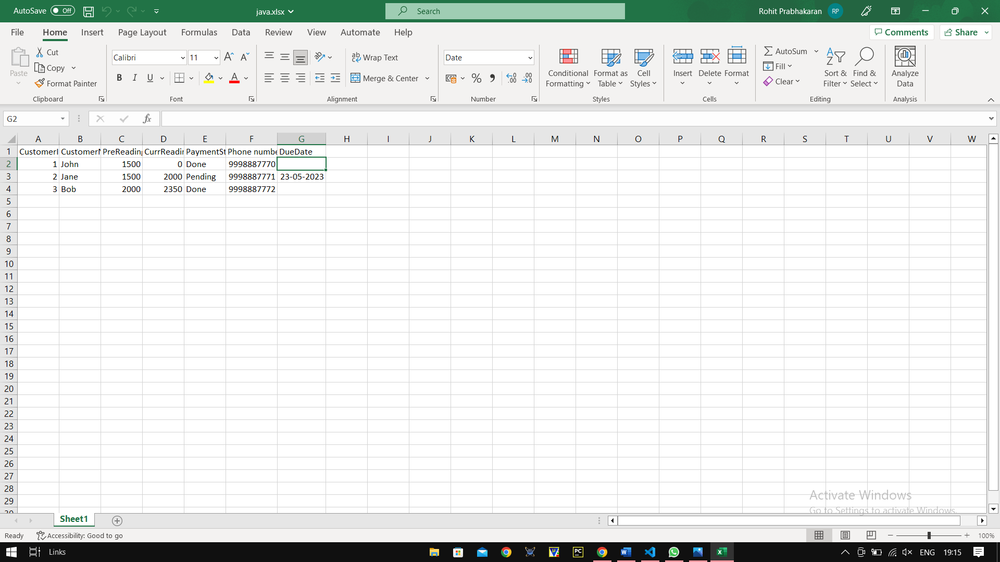 AutoSave Off java.xlsx Search Rohit Prabhakaran RP
File Home Insert Page Layout Formulas Data Review View Automate Help Comments Share
Paste
Cut
Copy
Format Painter
Clipboard
Calibri 11
B I U
Font
Wrap Text
Merge & Center
Alignment
Date
Number
Conditional Formatting
Format as Table
Cell Styles
Styles
Insert Delete Format
Cells
AutoSum
Fill
Clear
Sort & Filter
Find & Select
Editing
Analyze Data
Analysis
G2 fx
A B C D E F G H I J K L M N O P Q R S T U V W
1 CustomerI CustomerN PreReading CurrReadin PaymentSt Phone numbe DueDate
2 1 John 1500 0 Done 9998887770
3 2 Jane 1500 2000 Pending 9998887771 23-05-2023
4 3 Bob 2000 2350 Done 9998887772
5
6
7
8
9
10
11
12
13
14
15
16
17
18
19
20
21
22
23
24
25
26
27
28
29
30
Activate Windows
Go to Settings to activate Windows.
Sheet1
Ready Accessibility: Good to go 100%
Links ENG 19:15